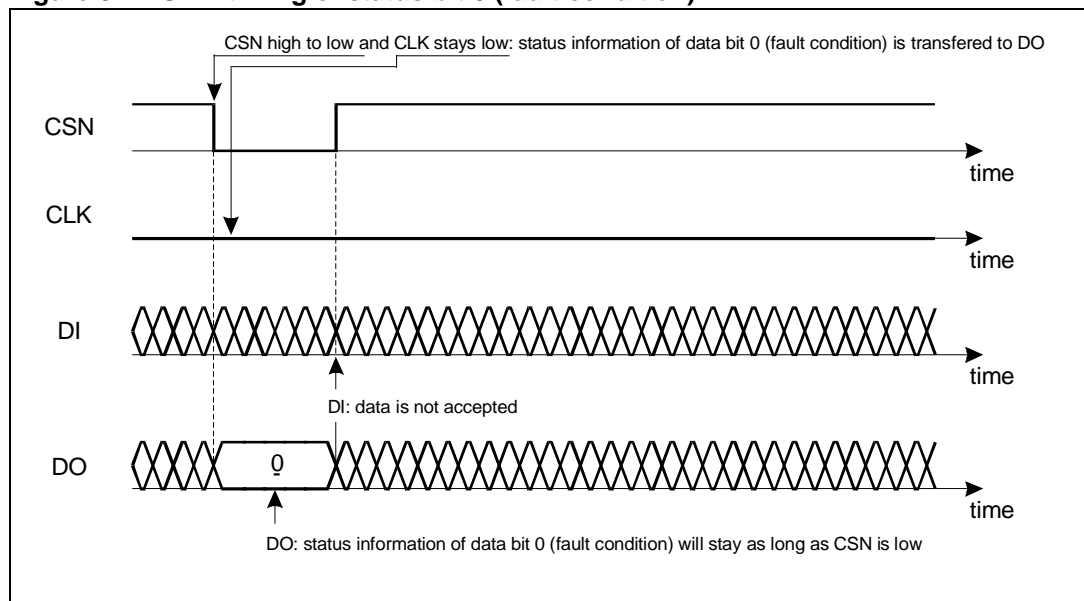 CSN high to low and CLK stays low: status information of data bit 0 (fault condition) is transfered to DO
CSN
time
CLK
time
DI
time
DI: data is not accepted
DO
0
time
DO: status information of data bit 0 (fault condition) will stay as long as CSN is low